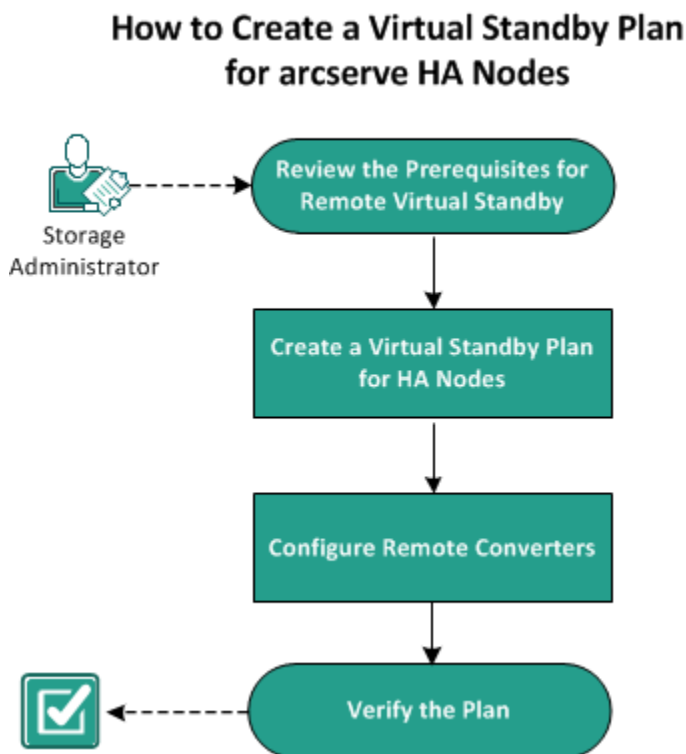 How to Create a Virtual Standby Plan
for arcserve HA Nodes
Review the Prerequisites for
Remote Virtual Standby
Storage
Administrator
Create a Virtual Standby Plan
for HA Nodes
Configure Remote Converters
Verify the Plan